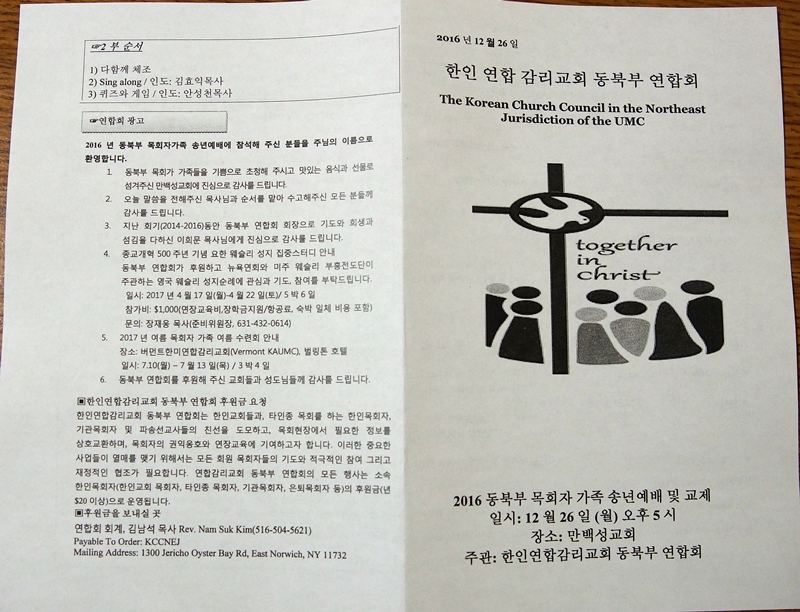 ☞2 부 순서
1) 다함께 체조
2) Sing along / 인도: 김효익목사
3) 퀴즈와 게임 / 인도: 안성천목사
☞연합회 광고
2016 년 동북부 목회자가족 송년예배에 참석해 주신 분들을 주님의 이름으로
환영합니다.
1. 동북부 목회가 가족들을 기쁨으로 초청해 주시고 맛있는 음식과 선물로
섬겨주신 만백성교회에 진심으로 감사를 드립니다.
2. 오늘 말씀을 전해주신 목사님과 순서를 맡아 수고해주신 모든 분들께
감사를 드립니다.
3. 지난 회기(2014-2016)동안 동북부 연합회 회장으로 기도와 희생과
섬김을 다하신 이희문 목사님에게 진심으로 감사를 드립니다.
4. 종교개혁 500 주년 기념 요한 웨슬리 성지 집중스터디 안내
동북부 연합회가 후원하고 뉴욕연회와 미주 웨슬리 부흥전도단이
주관하는 영국 웨슬리 성지순례에 관심과 기도, 참여를 부탁드립니다.
일시: 2017 년 4 월 17 일(월)-4 월 22 일(토)/ 5 박 6 일
참가비: $1,000(연장교육비,장학금지원/항공료, 숙박 일체 비용 포함)
문의: 장재웅 목사(준비위원장, 631-432-0614)
5. 2017 년 여름 목회자 가족 여름 수련회 안내
장소: 버먼트한미연합감리교회(Vermont KAUMC), 벌링톤 호텔
일시: 7.10(월) – 7 월 13 일(목) / 3 박 4 일
6. 동북부 연합회를 후원해 주신 교회들과 성도님들께 감사를 드립니다.
▣한인연합감리교회 동북부 연합회 후원금 요청
한인연합감리교회 동북부 연합회는 한인교회들과, 타인종 목회를 하는 한인목회자,
기관목회자 및 파송선교사들의 친선을 도모하고, 목회현장에서 필요한 정보를
상호교환하며, 목회자의 권익옹호와 연장교육에 기여하고자 합니다. 이러한 중요한
사업들이 열매를 맺기 위해서는 모든 회원 목회자들의 기도와 적극적인 참여 그리고
재정적인 협조가 필요합니다. 연합감리교회 동북부 연합회의 모든 행사는 소속
한인목회자(한인교회 목회자, 타인종 목회자, 기관목회자, 은퇴목회자 등)의 후원금(년
$20 이상)으로 운영됩니다.
▣후원금을 보내실 곳
연합회 회계, 김남석 목사 Rev. Nam Suk Kim(516-504-5621)
Payable To Order: KCCNEJ
Mailing Address: 1300 Jericho Oyster Bay Rd, East Norwich, NY 11732
2016 년 12 월 26 일
한인 연합 감리교회 동북부 연합회
The Korean Church Council in the Northeast
Jurisdiction of the UMC
together
in
christ
2016 동북부 목회자 가족 송년예배 및 교제
일시: 12 월 26 일 (월) 오후 5 시
장소: 만백성교회
주관: 한인연합감리교회 동북부 연합회